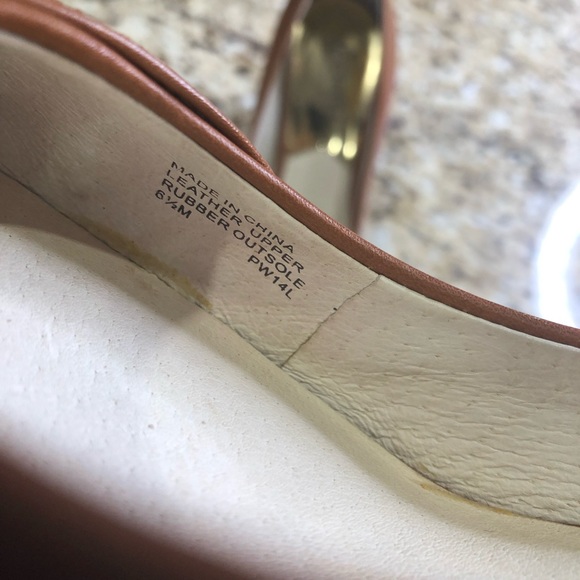 MADE IN CHINA
LEATHER UPPER
RUBBER OUTSOLE
6½M PW14L